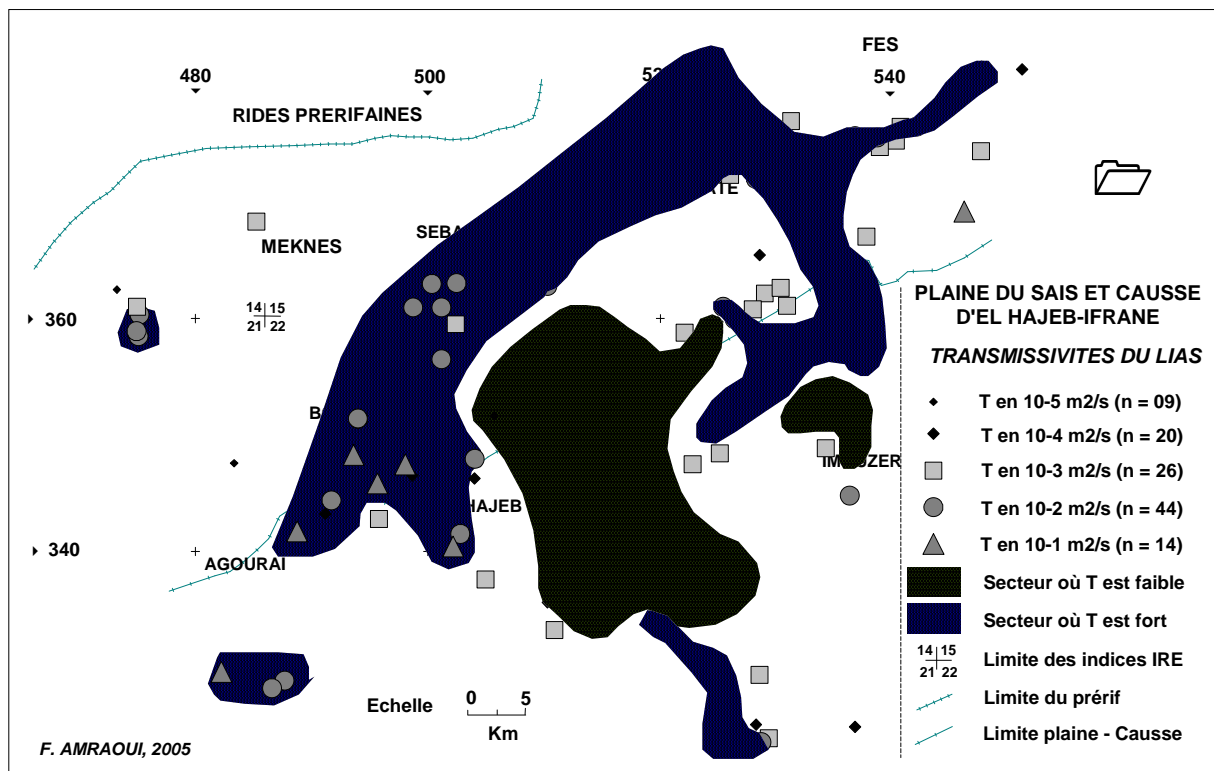 FES
480
500
540
RIDES PRERIFAINES
MEKNES
14 15
21 22
360
340
HAJEB
AGOURAI
PLAINE DU SAIS ET CAUSSE
D'EL HAJEB-IFRANE
TRANSMISSIVITES DU LIAS
T en 10-5 m2/s (n = 09)
T en 10-4 m2/s (n = 20)
T en 10-3 m2/s (n = 26)
T en 10-2 m2/s (n = 44)
T en 10-1 m2/s (n = 14)
Secteur où T est faible
Secteur où T est fort
14 15
21 22
Limite des indices IRE
Limite du prérif
Limite plaine - Causse
Echelle
0 5
Km
F. AMRAOUI, 2005